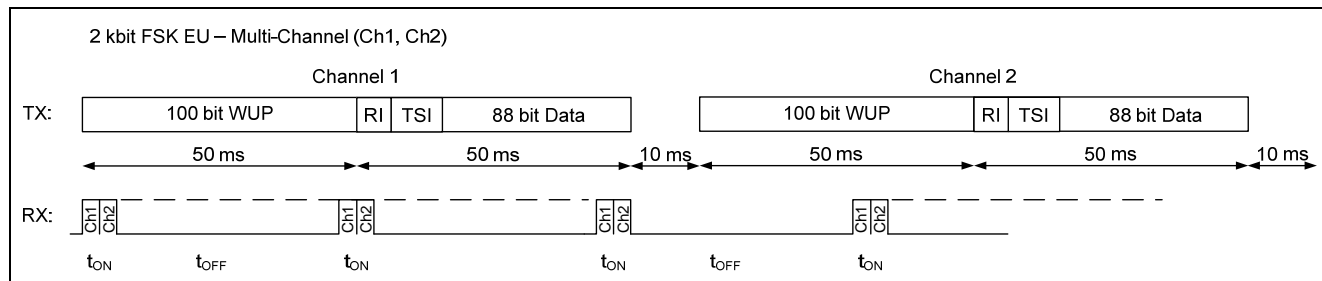 2 kbit FSK EU – Multi-Channel (Ch1, Ch2)
Channel 1 Channel 2
TX: 100 bit WUP RI TSI 88 bit Data 100 bit WUP RI TSI 88 bit Data
50 ms 50 ms 10 ms 50 ms 50 ms 10 ms
RX: Ch1 Ch2 Ch1 Ch2 Ch1 Ch2 Ch1 Ch2
tON tOFF tON tON tOFF tON